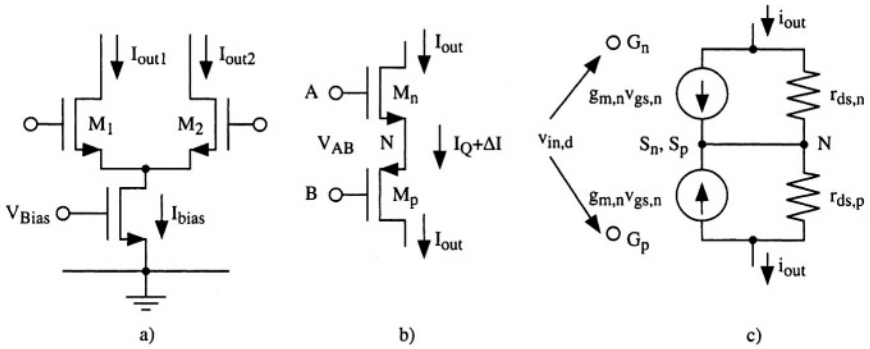 I_out1
I_out2
M_1
M_2
V_Bias
I_bias
a)
I_out
A
M_n
V_AB
N
I_Q+ΔI
B
M_p
I_out
b)
i_out
G_n
g_m,n v_gs,n
r_ds,n
v_in,d
S_n, S_p
N
g_m,n v_gs,n
r_ds,p
G_p
i_out
c)